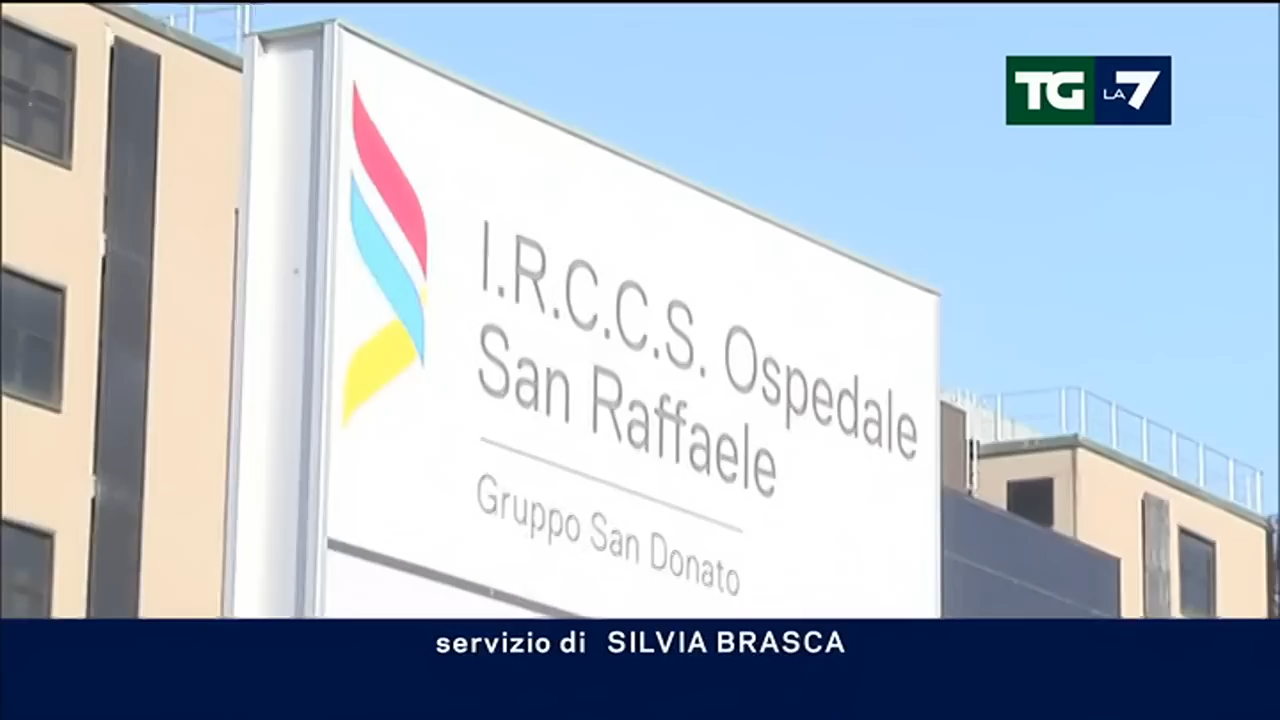 TG LA7
I.R.C.C.S. Ospedale
San Raffaele
Gruppo San Donato
servizio di SILVIA BRASCA